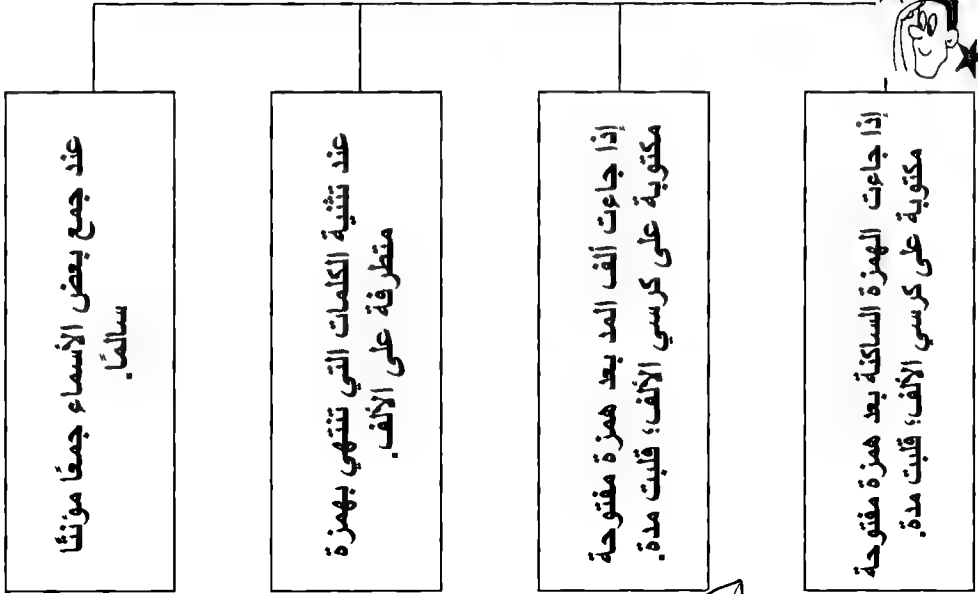 إذا جاءت الهمزة الساكنة بعد همزة مفتوحة
مكتوبة على كرسي الألف؛ قلبت مدة.
إذا جاءت ألف المد بعد همزة مفتوحة
مكتوبة على كرسي الألف؛ قلبت مدة.
عند تثنية الكلمات التي تنتهي بهمزة
متطرفة على الألف.
عند جمع بعض الأسماء جمعًا مؤنثًا
سالمًا.